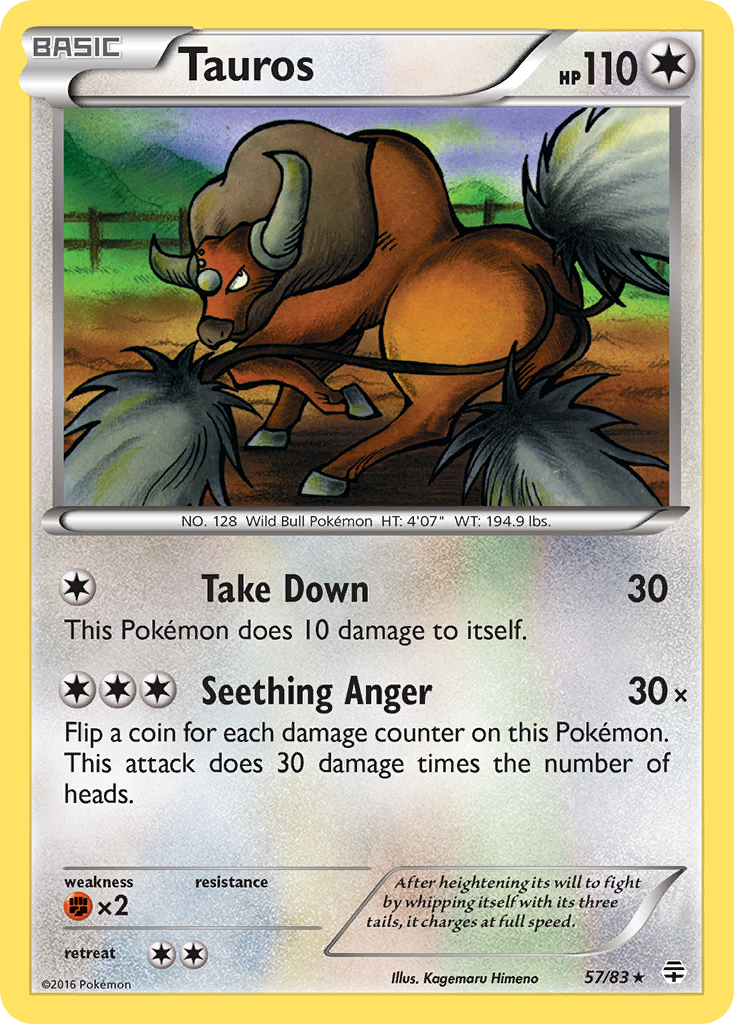 BASIC
Tauros
HP110
NO. 128 Wild Bull Pokémon HT: 4'07" WT: 194.9 lbs.
Take Down 30
This Pokémon does 10 damage to itself.
Seething Anger 30×
Flip a coin for each damage counter on this Pokémon.
This attack does 30 damage times the number of
heads.
weakness resistance
×2
After heightening its will to fight
by whipping itself with its three
tails, it charges at full speed.
retreat
©2016 Pokémon
Illus. Kagemaru Himeno
57/83 ★